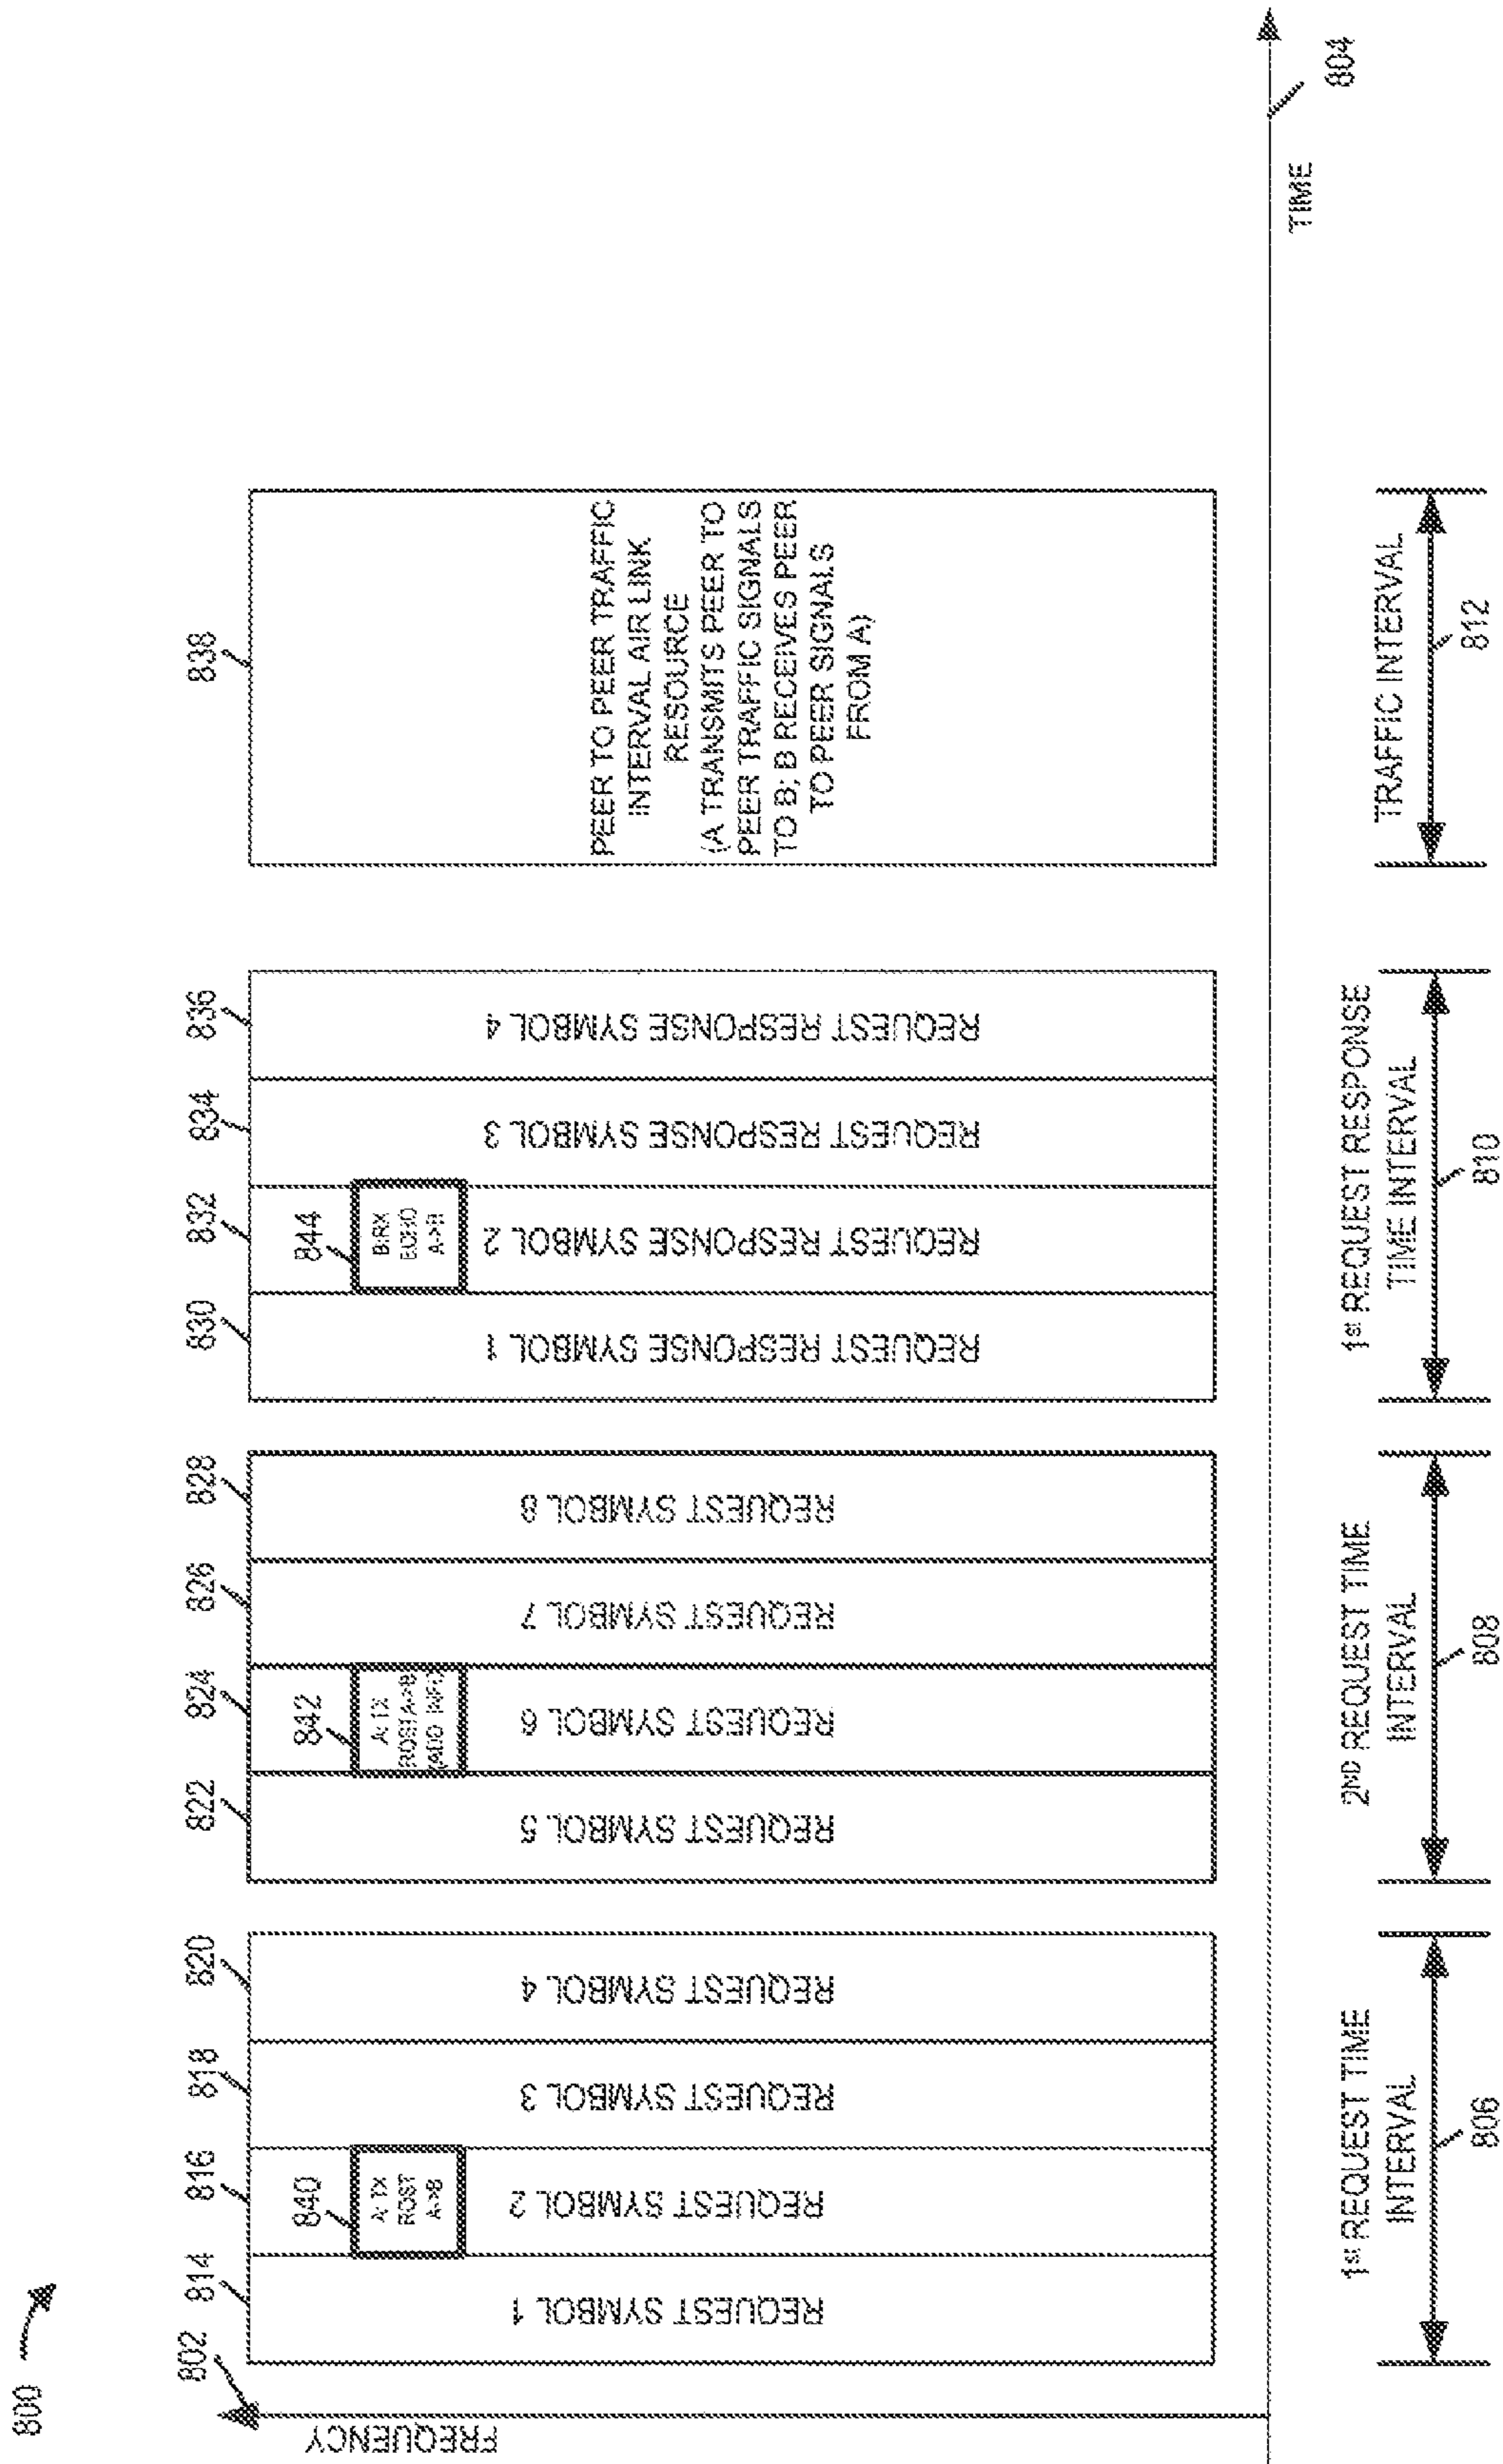 800
802
FREQUENCY
814
816
818
820
822
824
826
828
830
832
834
836
838
840
A: TX
RQST
A->B
842
A: TX
RQST A->B
844
B:RX
ECHO
A->B
REQUEST SYMBOL 1
REQUEST SYMBOL 2
REQUEST SYMBOL 3
REQUEST SYMBOL 4
REQUEST SYMBOL 5
REQUEST SYMBOL 6
REQUEST SYMBOL 7
REQUEST SYMBOL 8
REQUEST RESPONSE SYMBOL 1
REQUEST RESPONSE SYMBOL 2
REQUEST RESPONSE SYMBOL 3
REQUEST RESPONSE SYMBOL 4
PEER TO PEER TRAFFIC
INTERVAL AIR LINK
RESOURCE
(A TRANSMITS PEER TO
PEER TRAFFIC SIGNALS
TO B; B RECEIVES PEER
TO PEER SIGNALS
FROM A)
TIME
804
1st REQUEST TIME
INTERVAL
806
2ND REQUEST TIME
INTERVAL
808
1st REQUEST RESPONSE
TIME INTERVAL
810
TRAFFIC INTERVAL
812